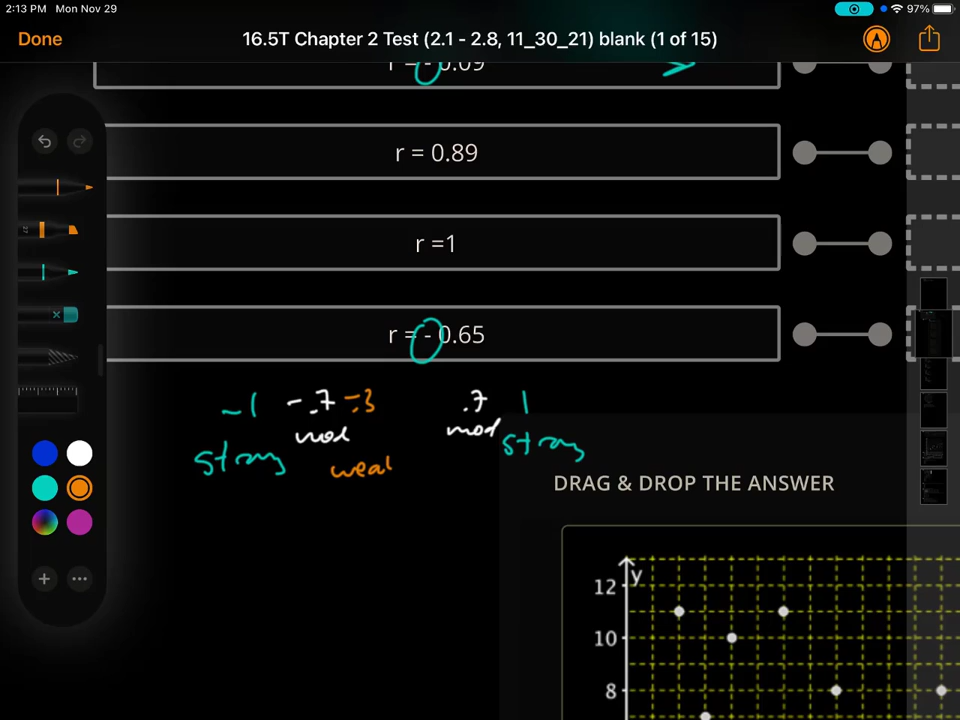 2:13 PM Mon Nov 29 97%
Done 16.5T Chapter 2 Test (2.1 - 2.8, 11_30_21) blank (1 of 15)
r = - 0.09
r = 0.89
r =1
r = - 0.65
-1 -.7 -.3 .7 1
strong mod weak mod strong
DRAG & DROP THE ANSWER
y
12
10
8